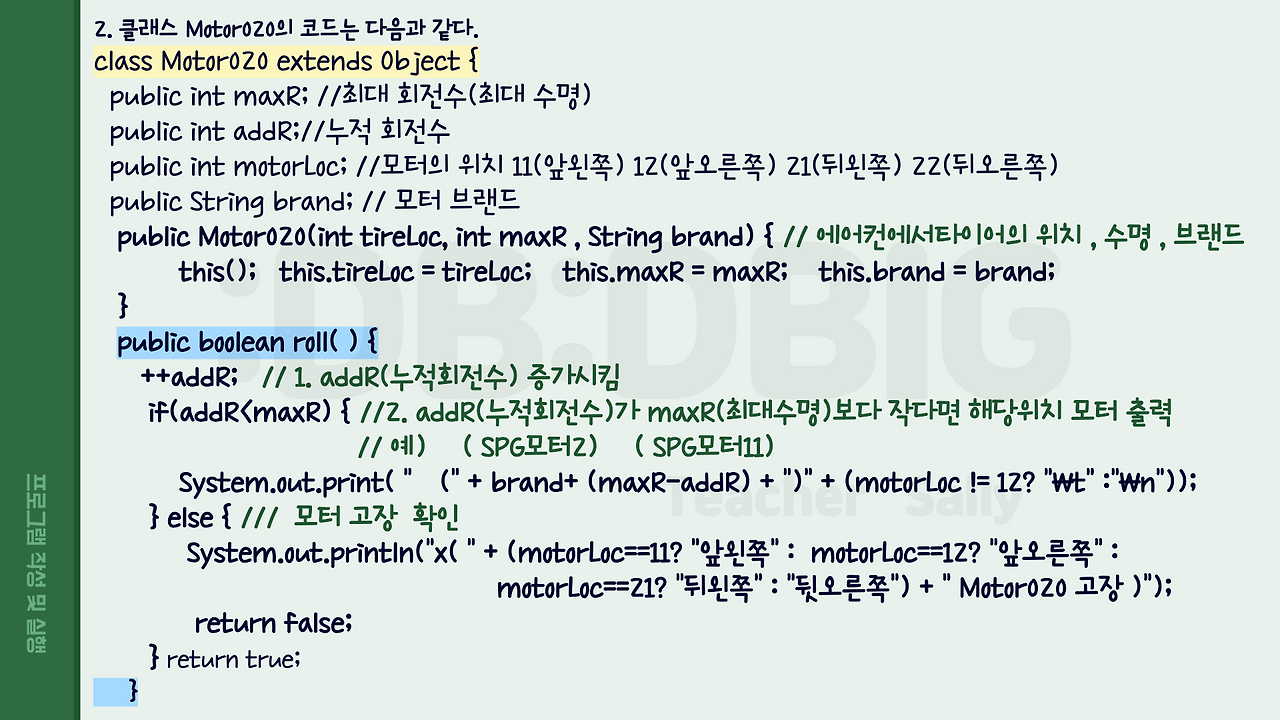 2. 클래스 Motor020의 코드는 다음과 같다.
class Motor020 extends Object {
public int maxR; //최대 회전수(최대 수명)
public int addR;//누적 회전수
public int motorLoc; //모터의 위치 11(앞왼쪽) 12(앞오른쪽) 21(뒤왼쪽) 22(뒤오른쪽)
public String brand; // 모터 브랜드
public Motor020(int tireLoc, int maxR , String brand) { // 에어컨에서타이어의 위치 , 수명 , 브랜드
this(); this.tireLoc = tireLoc; this.maxR = maxR; this.brand = brand;
}
public boolean roll( ) {
++addR; // 1. addR(누적회전수) 증가시킴
if(addR<maxR) { //2. addR(누적회전수)가 maxR(최대수명)보다 작다면 해당위치 모터 출력
// 예) ( SPG모터2) ( SPG모터11)
System.out.print( " (" + brand+ (maxR-addR) + ")" + (motorLoc != 12? "₩t" :"₩n"));
} else { /// 모터 고장 확인
System.out.println("x( " + (motorLoc==11? "앞왼쪽" : motorLoc==12? "앞오른쪽" :
motorLoc==21? "뒤왼쪽" : "뒷오른쪽") + " Motor020 고장 )");
return false;
} return true;
}
프로그램 작성 및 실행
:DB:DBIG
Teacher Sally